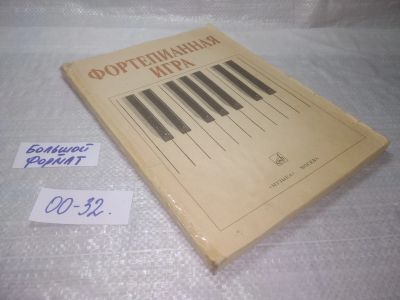 ФОРТЕПИАННАЯ
ИГРА
«МУЗЫКА» МОСКВА
БОЛЬШОЙ
ФОРМАТ
00-32.